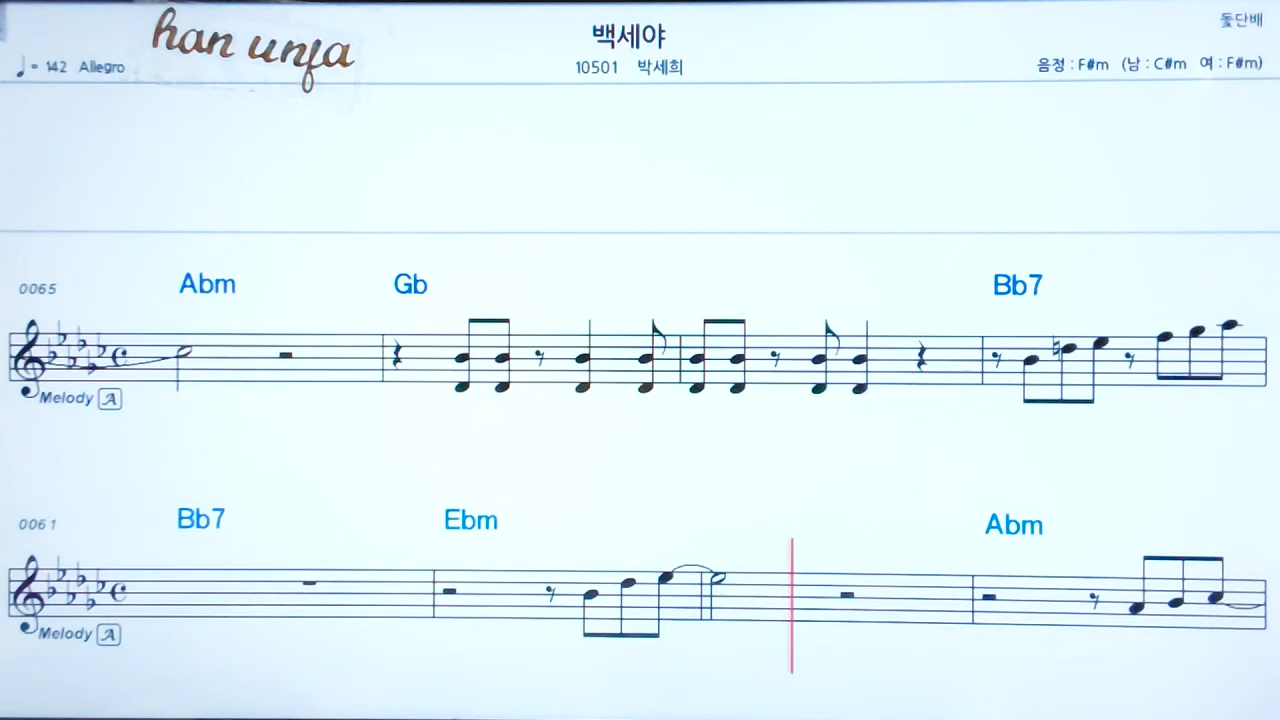 han unja
백세야
돛단배
♩= 142 Allegro
10501 박세희
음정 : F#m (남 : C#m 여 : F#m)
0065
Abm Gb Bb7
Melody A
0061
Bb7 Ebm Abm
Melody A